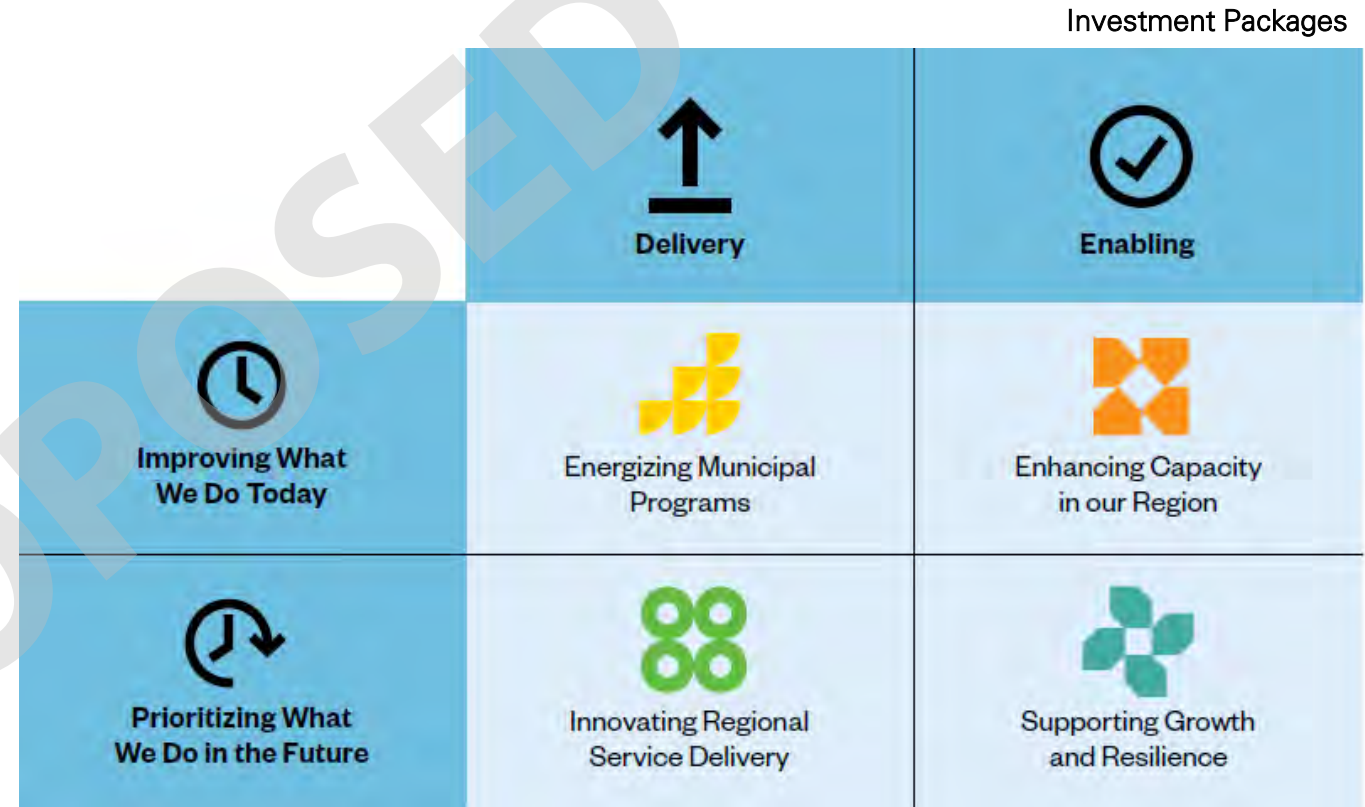 Investment Packages
Delivery
Enabling
Improving What
We Do Today
Energizing Municipal
Programs
Enhancing Capacity
in our Region
Prioritizing What
We Do in the Future
Innovating Regional
Service Delivery
Supporting Growth
and Resilience
OPOSED